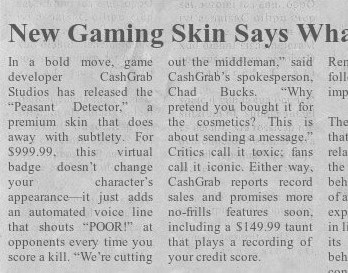 New Gaming Skin Says
In a bold move, game
developer CashGrab
Studios has released the
“Peasant Detector,” a
premium skin that does
away with subtlety. For
$999.99, this virtual
badge doesn’t change
your character’s
appearance—it just adds
an automated voice line
that shouts “POOR!” at
opponents every time you
score a kill. “We’re cutting
out the middleman,” said
CashGrab’s spokesperson,
Chad Bucks. “Why
pretend you bought it for
the cosmetics? This is
about sending a message.”
Critics call it toxic; fans
call it iconic. Either way,
CashGrab reports record
sales and promises more
no-frills features soon,
including a $149.99 taunt
that plays a recording of
your credit score.